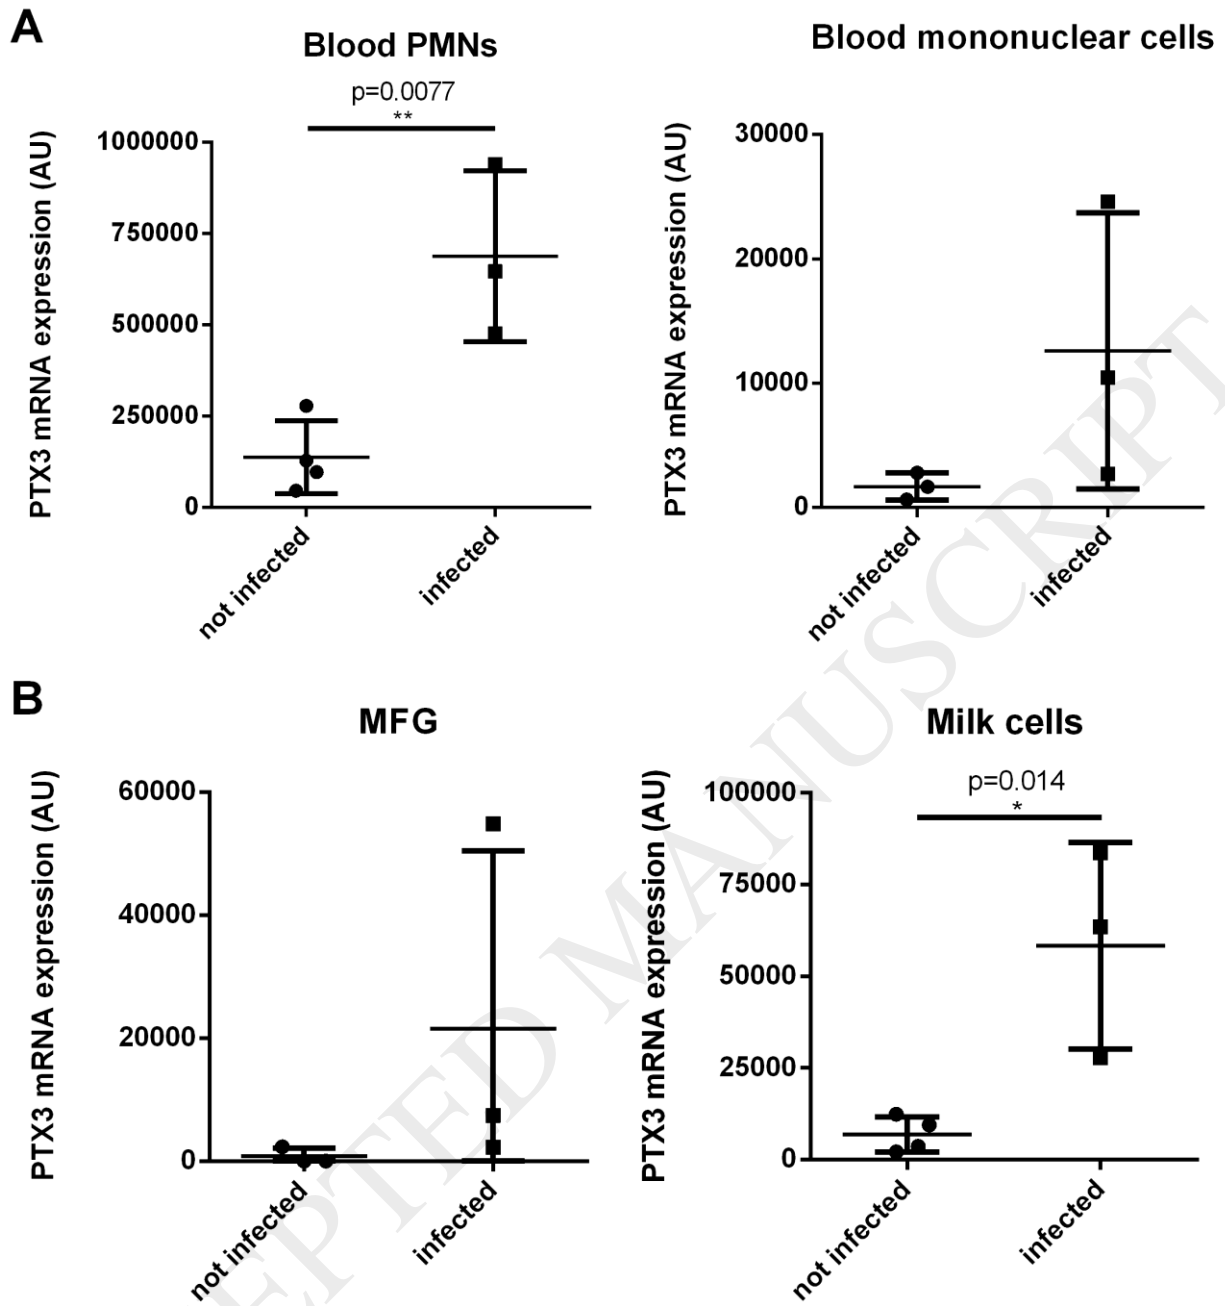 A
Blood PMNs
p=0.0077
**
PTX3 mRNA expression (AU)
1000000
750000
500000
250000
0
not infected
infected
Blood mononuclear cells
PTX3 mRNA expression (AU)
30000
20000
10000
0
not infected
infected
B
MFG
PTX3 mRNA expression (AU)
60000
40000
20000
0
not infected
infected
Milk cells
p=0.014
*
PTX3 mRNA expression (AU)
100000
75000
50000
25000
0
not infected
infected
EPTED MANUSCRIPT